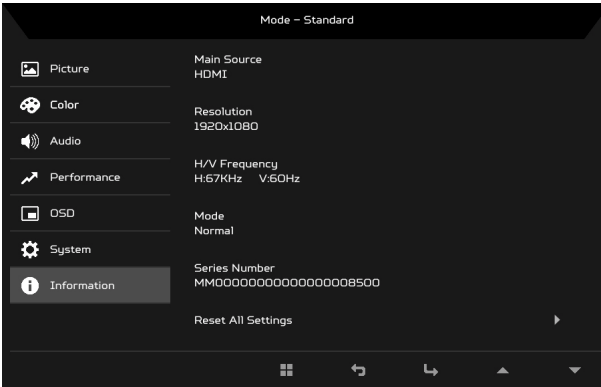 Mode – Standard
Picture
Color
Audio
Performance
OSD
System
Information
Main Source
HDMI
Resolution
1920x1080
H/V Frequency
H:67KHz V:60Hz
Mode
Normal
Series Number
MM00000000000000008500
Reset All Settings